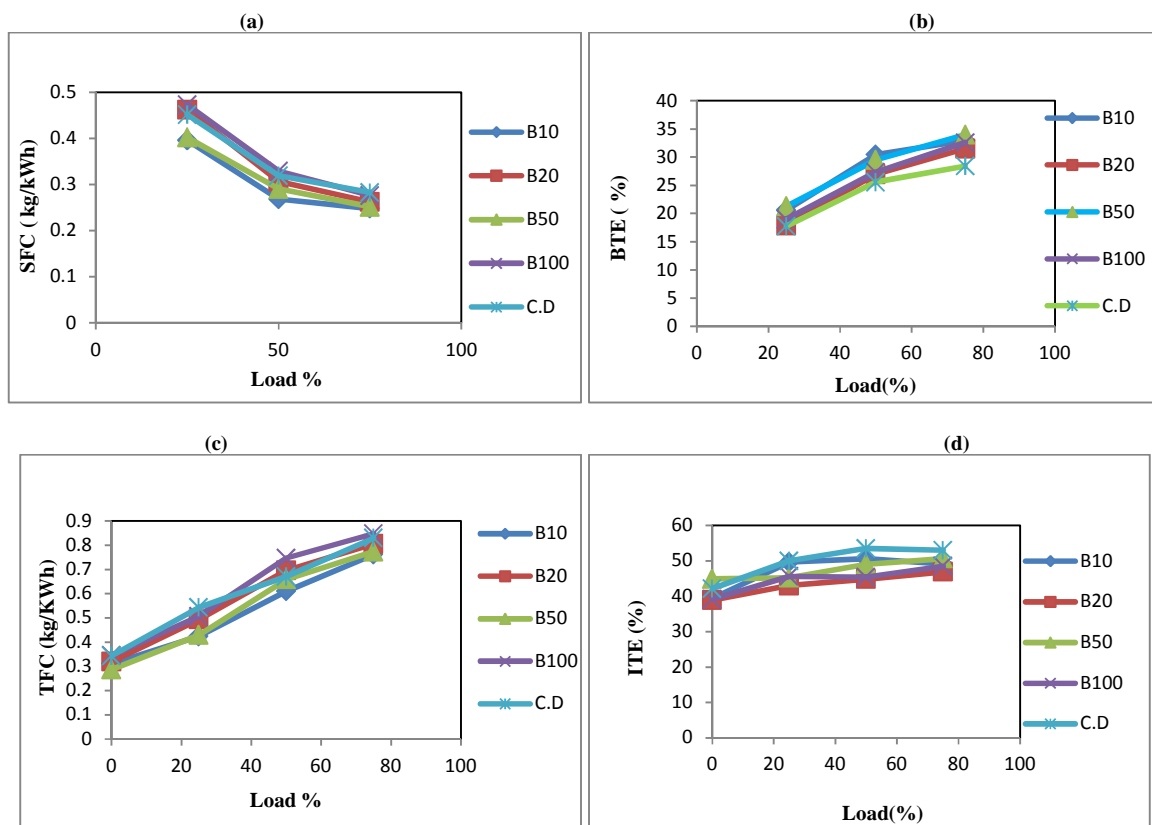 (a)
SFC ( kg/kWh)
0.5
0.4
0.3
0.2
0.1
0
0 50 100
Load %
B10
B20
B50
B100
C.D
(b)
BTE ( %)
40
35
30
25
20
15
10
5
0
0 20 40 60 80 100
Load(%)
B10
B20
B50
B100
C.D
(c)
TFC (kg/KWh)
0.9
0.8
0.7
0.6
0.5
0.4
0.3
0.2
0.1
0
0 20 40 60 80 100
Load %
B10
B20
B50
B100
C.D
(d)
ITE (%)
60
50
40
30
20
10
0
0 20 40 60 80 100
Load(%)
B10
B20
B50
B100
C.D